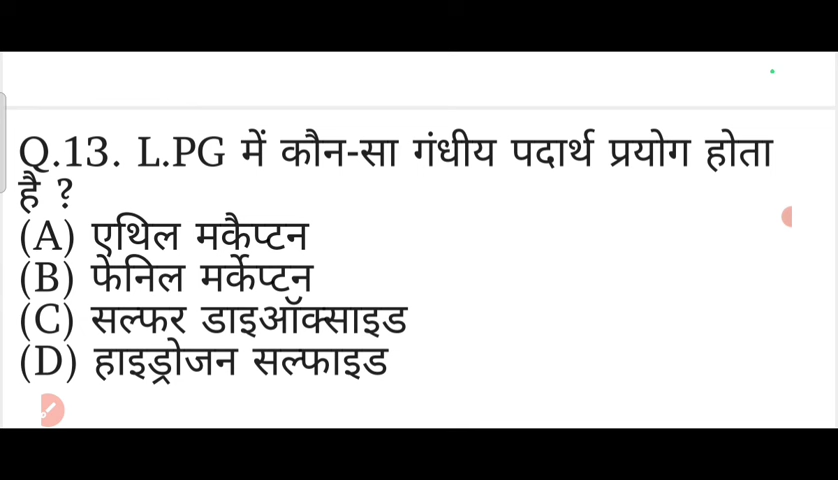 Q.13. L.PG में कौन-सा गंधीय पदार्थ प्रयोग होता
है ?
(A) एथिल मकैप्टन
(B) फेनिल मर्केप्टन
(C) सल्फर डाइऑक्साइड
(D) हाइड्रोजन सल्फाइड